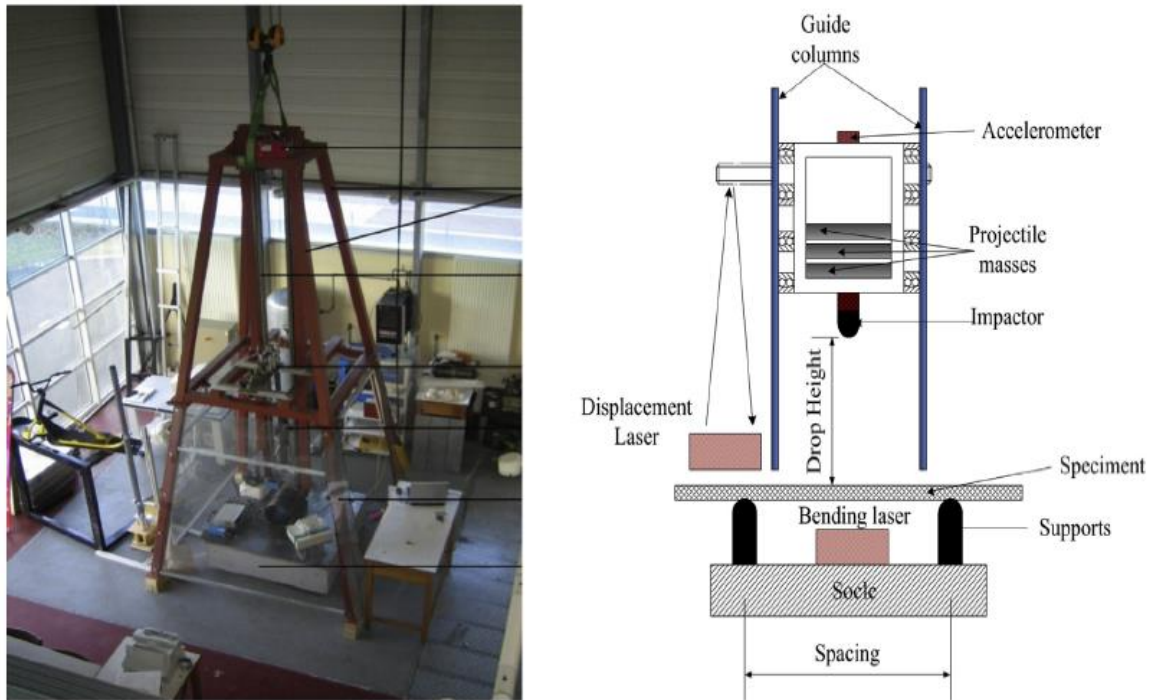 Guide
columns
Accelerometer
Projectile
masses
Impactor
Drop Height
Displacement
Laser
Speciment
Bending laser
Supports
Socle
Spacing